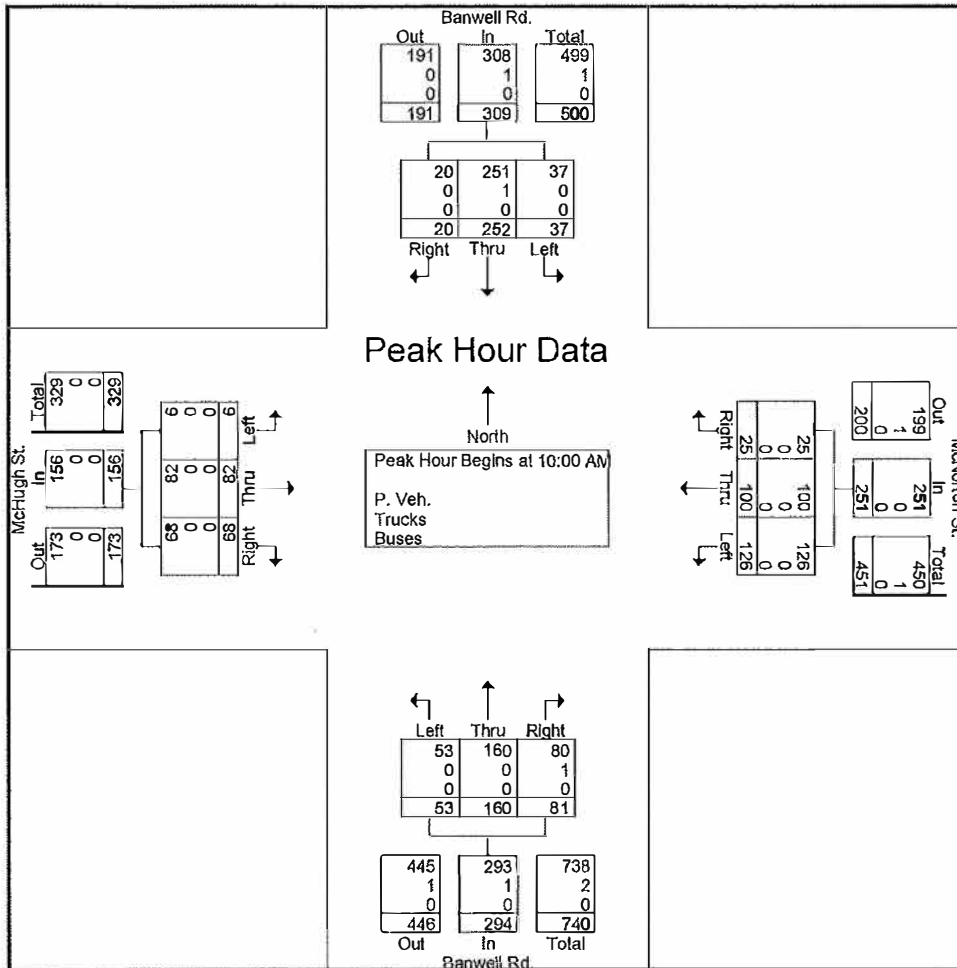 Banwell Rd.
Out In Total
191 308 499
0 1 1
0 0 0
191 309 500
20 251 37
0 1 0
0 0 0
20 252 37
Right Thru Left
Peak Hour Data
North
Peak Hour Begins at 10:00 AM
P. Veh.
Trucks
Buses
McHugh St.
Out In Total
173 156 329
0 0 0
0 0 0
173 156 329
68 82 6
0 0 0
0 0 0
68 82 6
Right Thru Left
Out In Total
199 251 450
1 0 1
0 0 0
200 251 451
25 100 126
0 0 0
0 0 0
25 100 126
Right Thru Left
Left Thru Right
53 160 80
0 0 1
0 0 0
53 160 81
445 293 738
1 1 2
0 0 0
446 294 740
Out In Total
Banwell Rd.